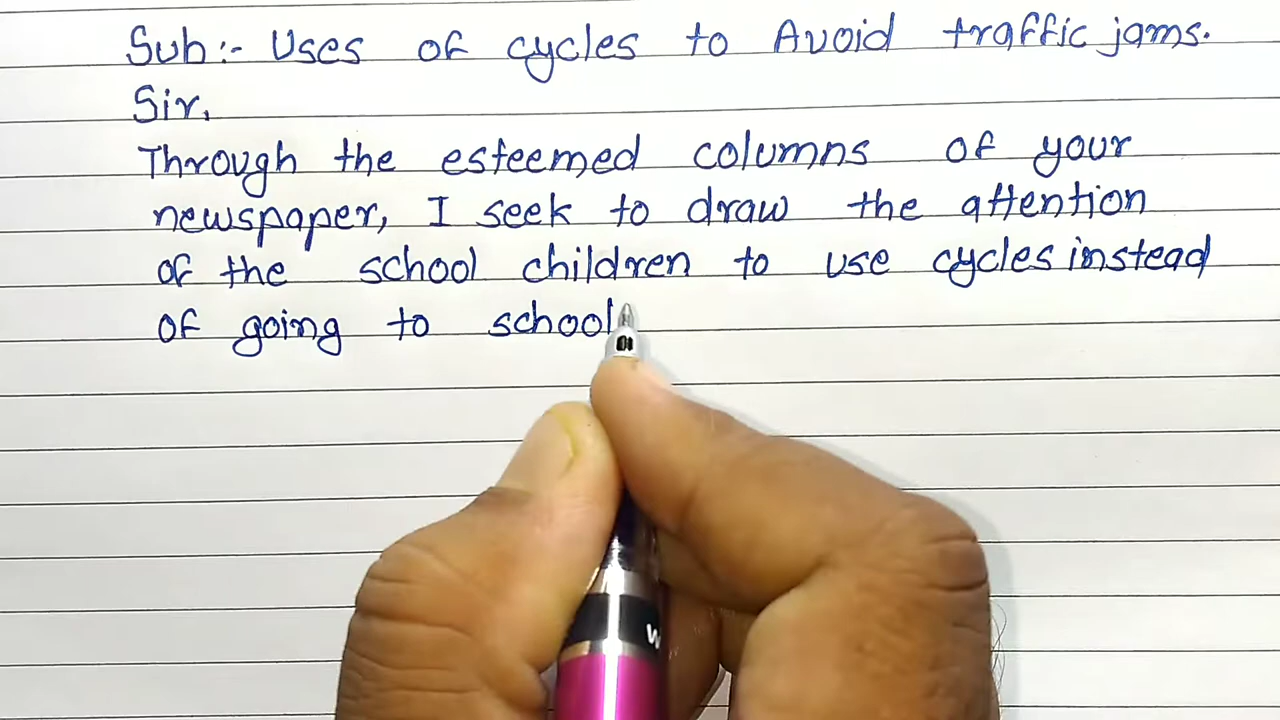 Sub:- Uses of cycles to Avoid traffic jams.
Sir,
Through the esteemed columns of your
newspaper, I seek to draw the attention
of the school children to use cycles instead
of going to school